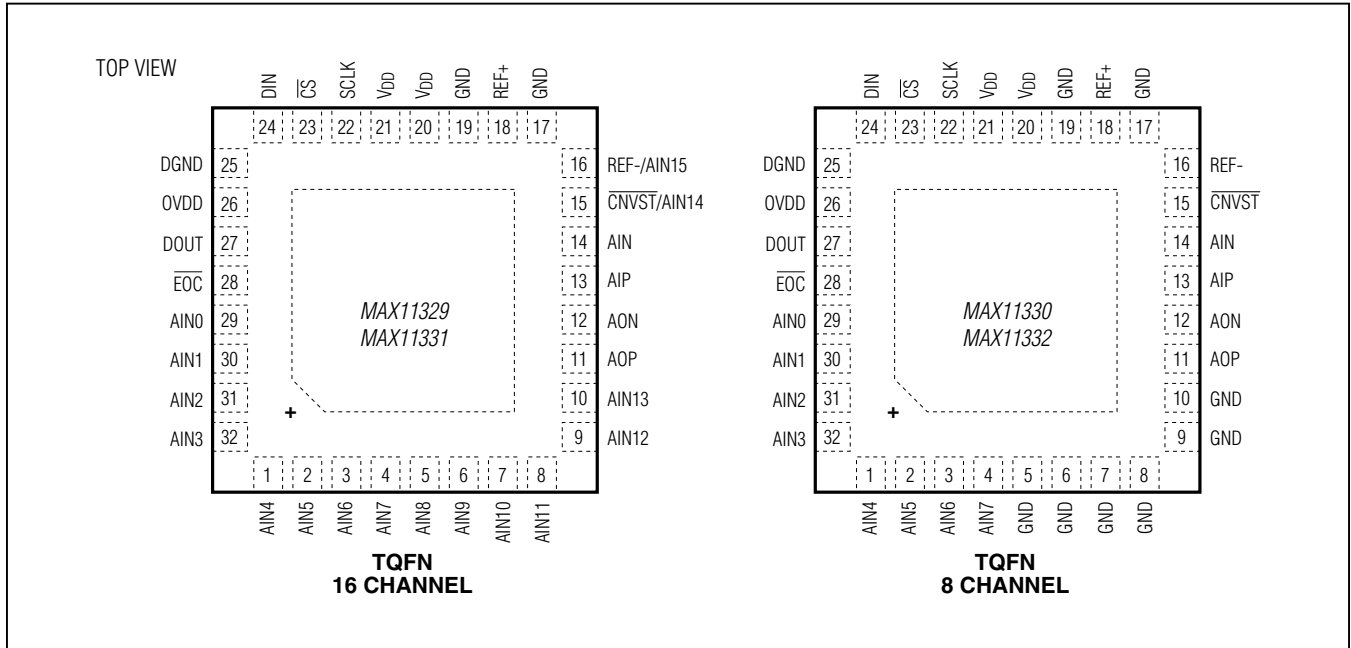 TOP VIEW
DIN C̅S̅ SCLK VDD VDD GND REF+ GND
24 23 22 21 20 19 18 17
DGND 25
OVDD 26
DOUT 27
E̅O̅C̅ 28
AIN0 29
AIN1 30
AIN2 31
AIN3 32
16 REF-/AIN15
15 C̅N̅V̅S̅T̅/AIN14
14 AIN
13 AIP
12 AON
11 AOP
10 AIN13
9 AIN12
MAX11329
MAX11331
+
1 2 3 4 5 6 7 8
AIN4 AIN5 AIN6 AIN7 AIN8 AIN9 AIN10 AIN11
TQFN
16 CHANNEL
DIN C̅S̅ SCLK VDD VDD GND REF+ GND
24 23 22 21 20 19 18 17
DGND 25
OVDD 26
DOUT 27
E̅O̅C̅ 28
AIN0 29
AIN1 30
AIN2 31
AIN3 32
16 REF-
15 C̅N̅V̅S̅T̅
14 AIN
13 AIP
12 AON
11 AOP
10 GND
9 GND
MAX11330
MAX11332
+
1 2 3 4 5 6 7 8
AIN4 AIN5 AIN6 AIN7 GND GND GND GND
TQFN
8 CHANNEL